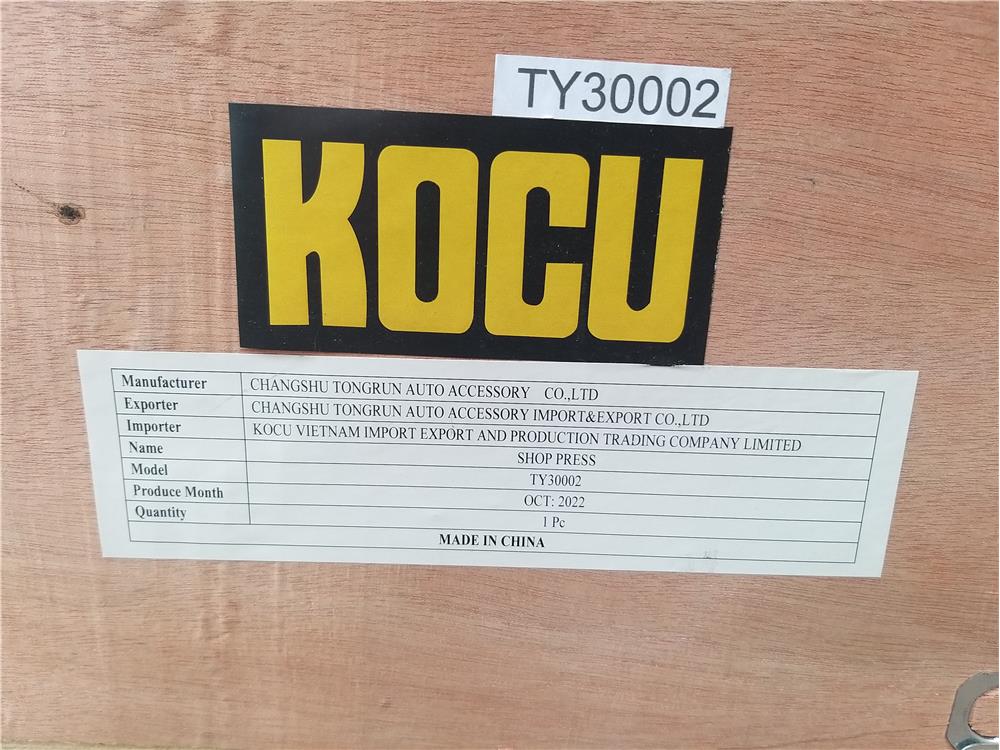 TY30002
KOCU
Manufacturer CHANGSHU TONGRUN AUTO ACCESSORY CO.,LTD
Exporter CHANGSHU TONGRUN AUTO ACCESSORY IMPORT&EXPORT CO.,LTD
Importer KOCU VIETNAM IMPORT EXPORT AND PRODUCTION TRADING COMPANY LIMITED
Name SHOP PRESS
Model TY30002
Produce Month OCT: 2022
Quantity 1 Pc
MADE IN CHINA